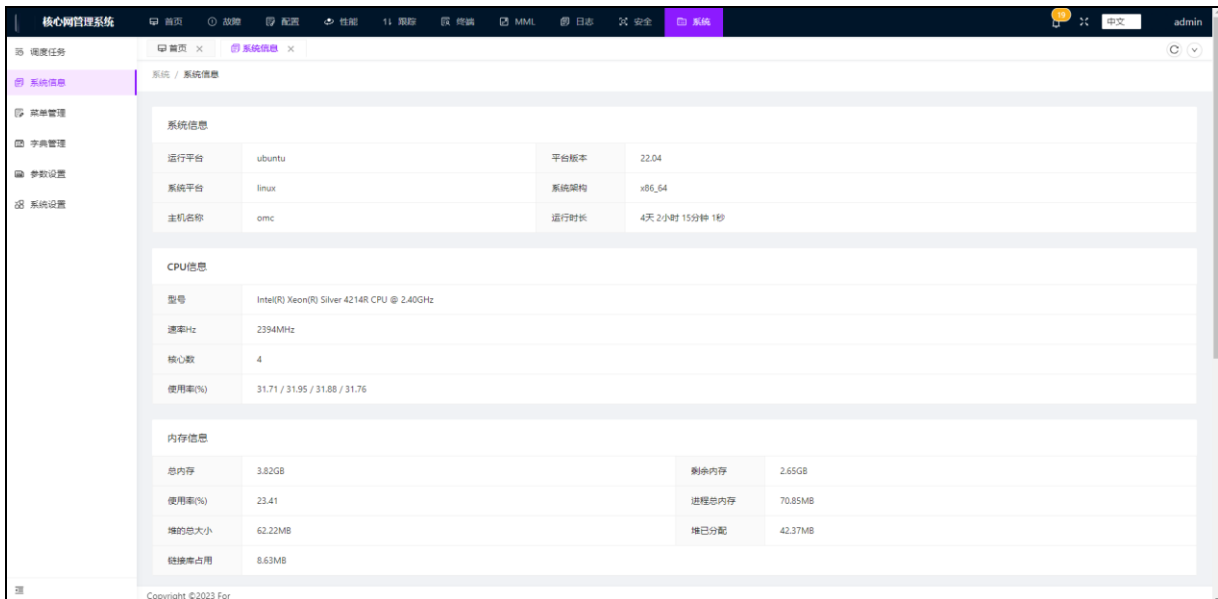 核心网管理系统 首页 故障 配置 性能 跟踪 终端 MML 日志 安全 系统 19 中文 admin
调度任务
系统信息
菜单管理
字典管理
参数设置
系统设置
首页 系统信息
系统 / 系统信息
系统信息
运行平台 ubuntu 平台版本 22.04
系统平台 linux 系统架构 x86_64
主机名称 omc 运行时长 4天 2小时 15分钟 1秒
CPU信息
型号 Intel(R) Xeon(R) Silver 4214R CPU @ 2.40GHz
速率Hz 2394MHz
核心数 4
使用率(%) 31.71 / 31.95 / 31.88 / 31.76
内存信息
总内存 3.82GB 剩余内存 2.65GB
使用率(%) 23.41 进程总内存 70.85MB
堆的总大小 62.22MB 堆已分配 42.37MB
链接库占用 8.63MB
Copyright ©2023 For